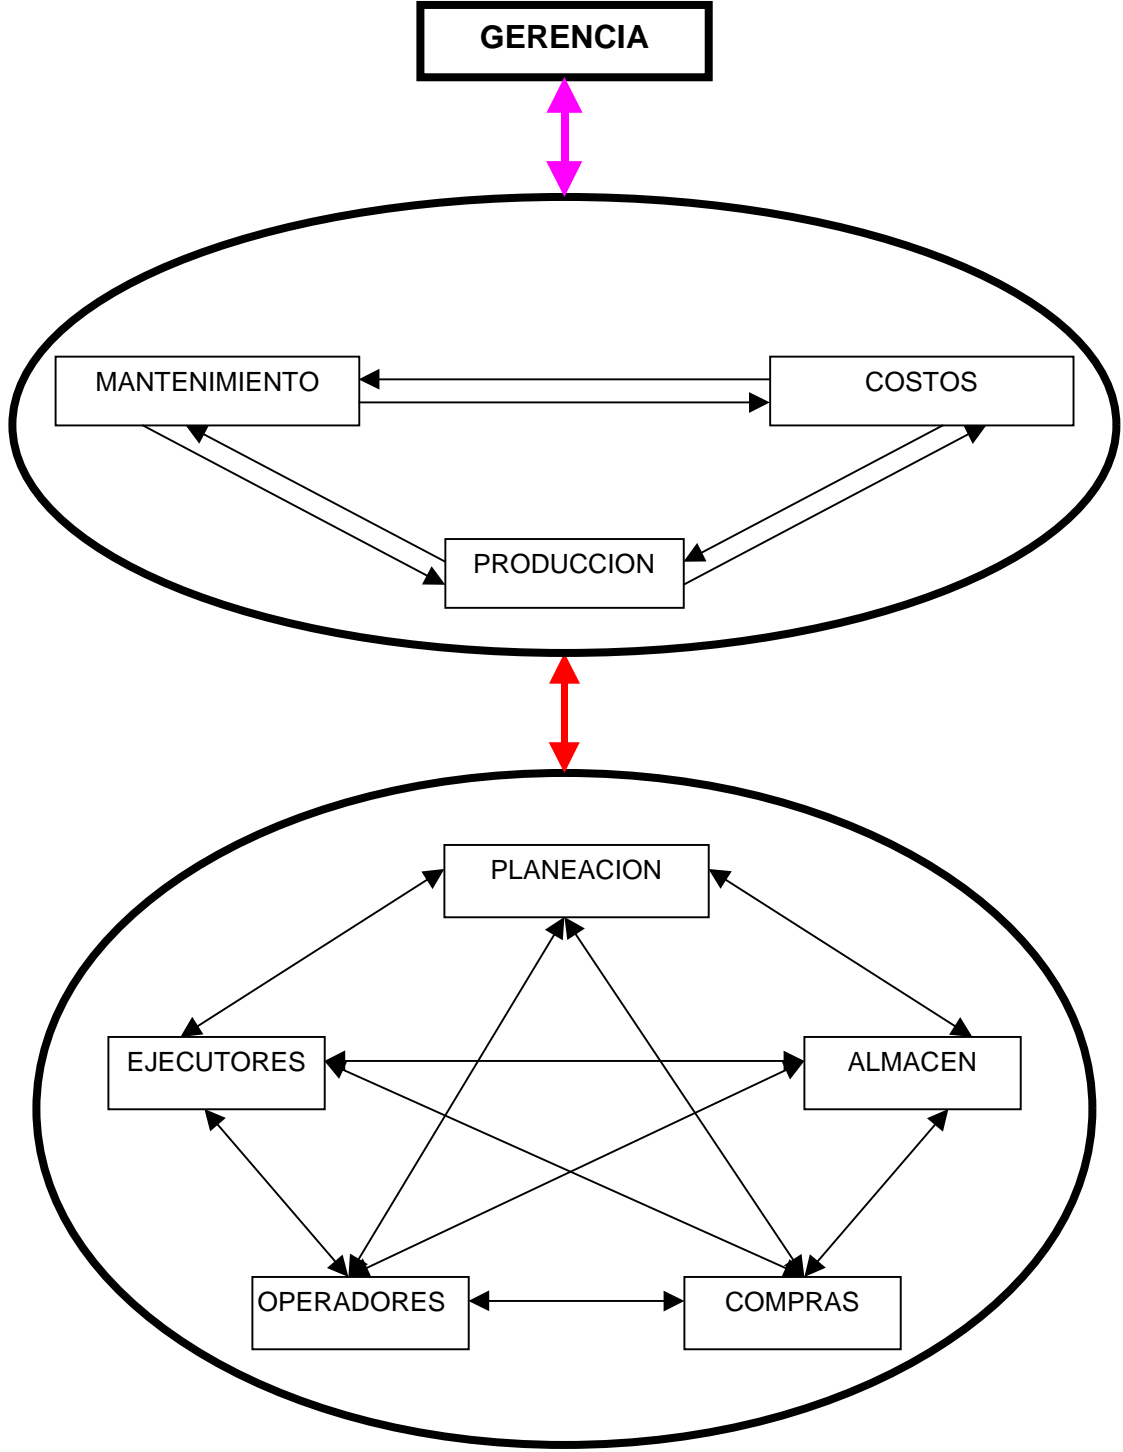 GERENCIA
MANTENIMIENTO
COSTOS
PRODUCCION
PLANEACION
EJECUTORES
ALMACEN
OPERADORES
COMPRAS